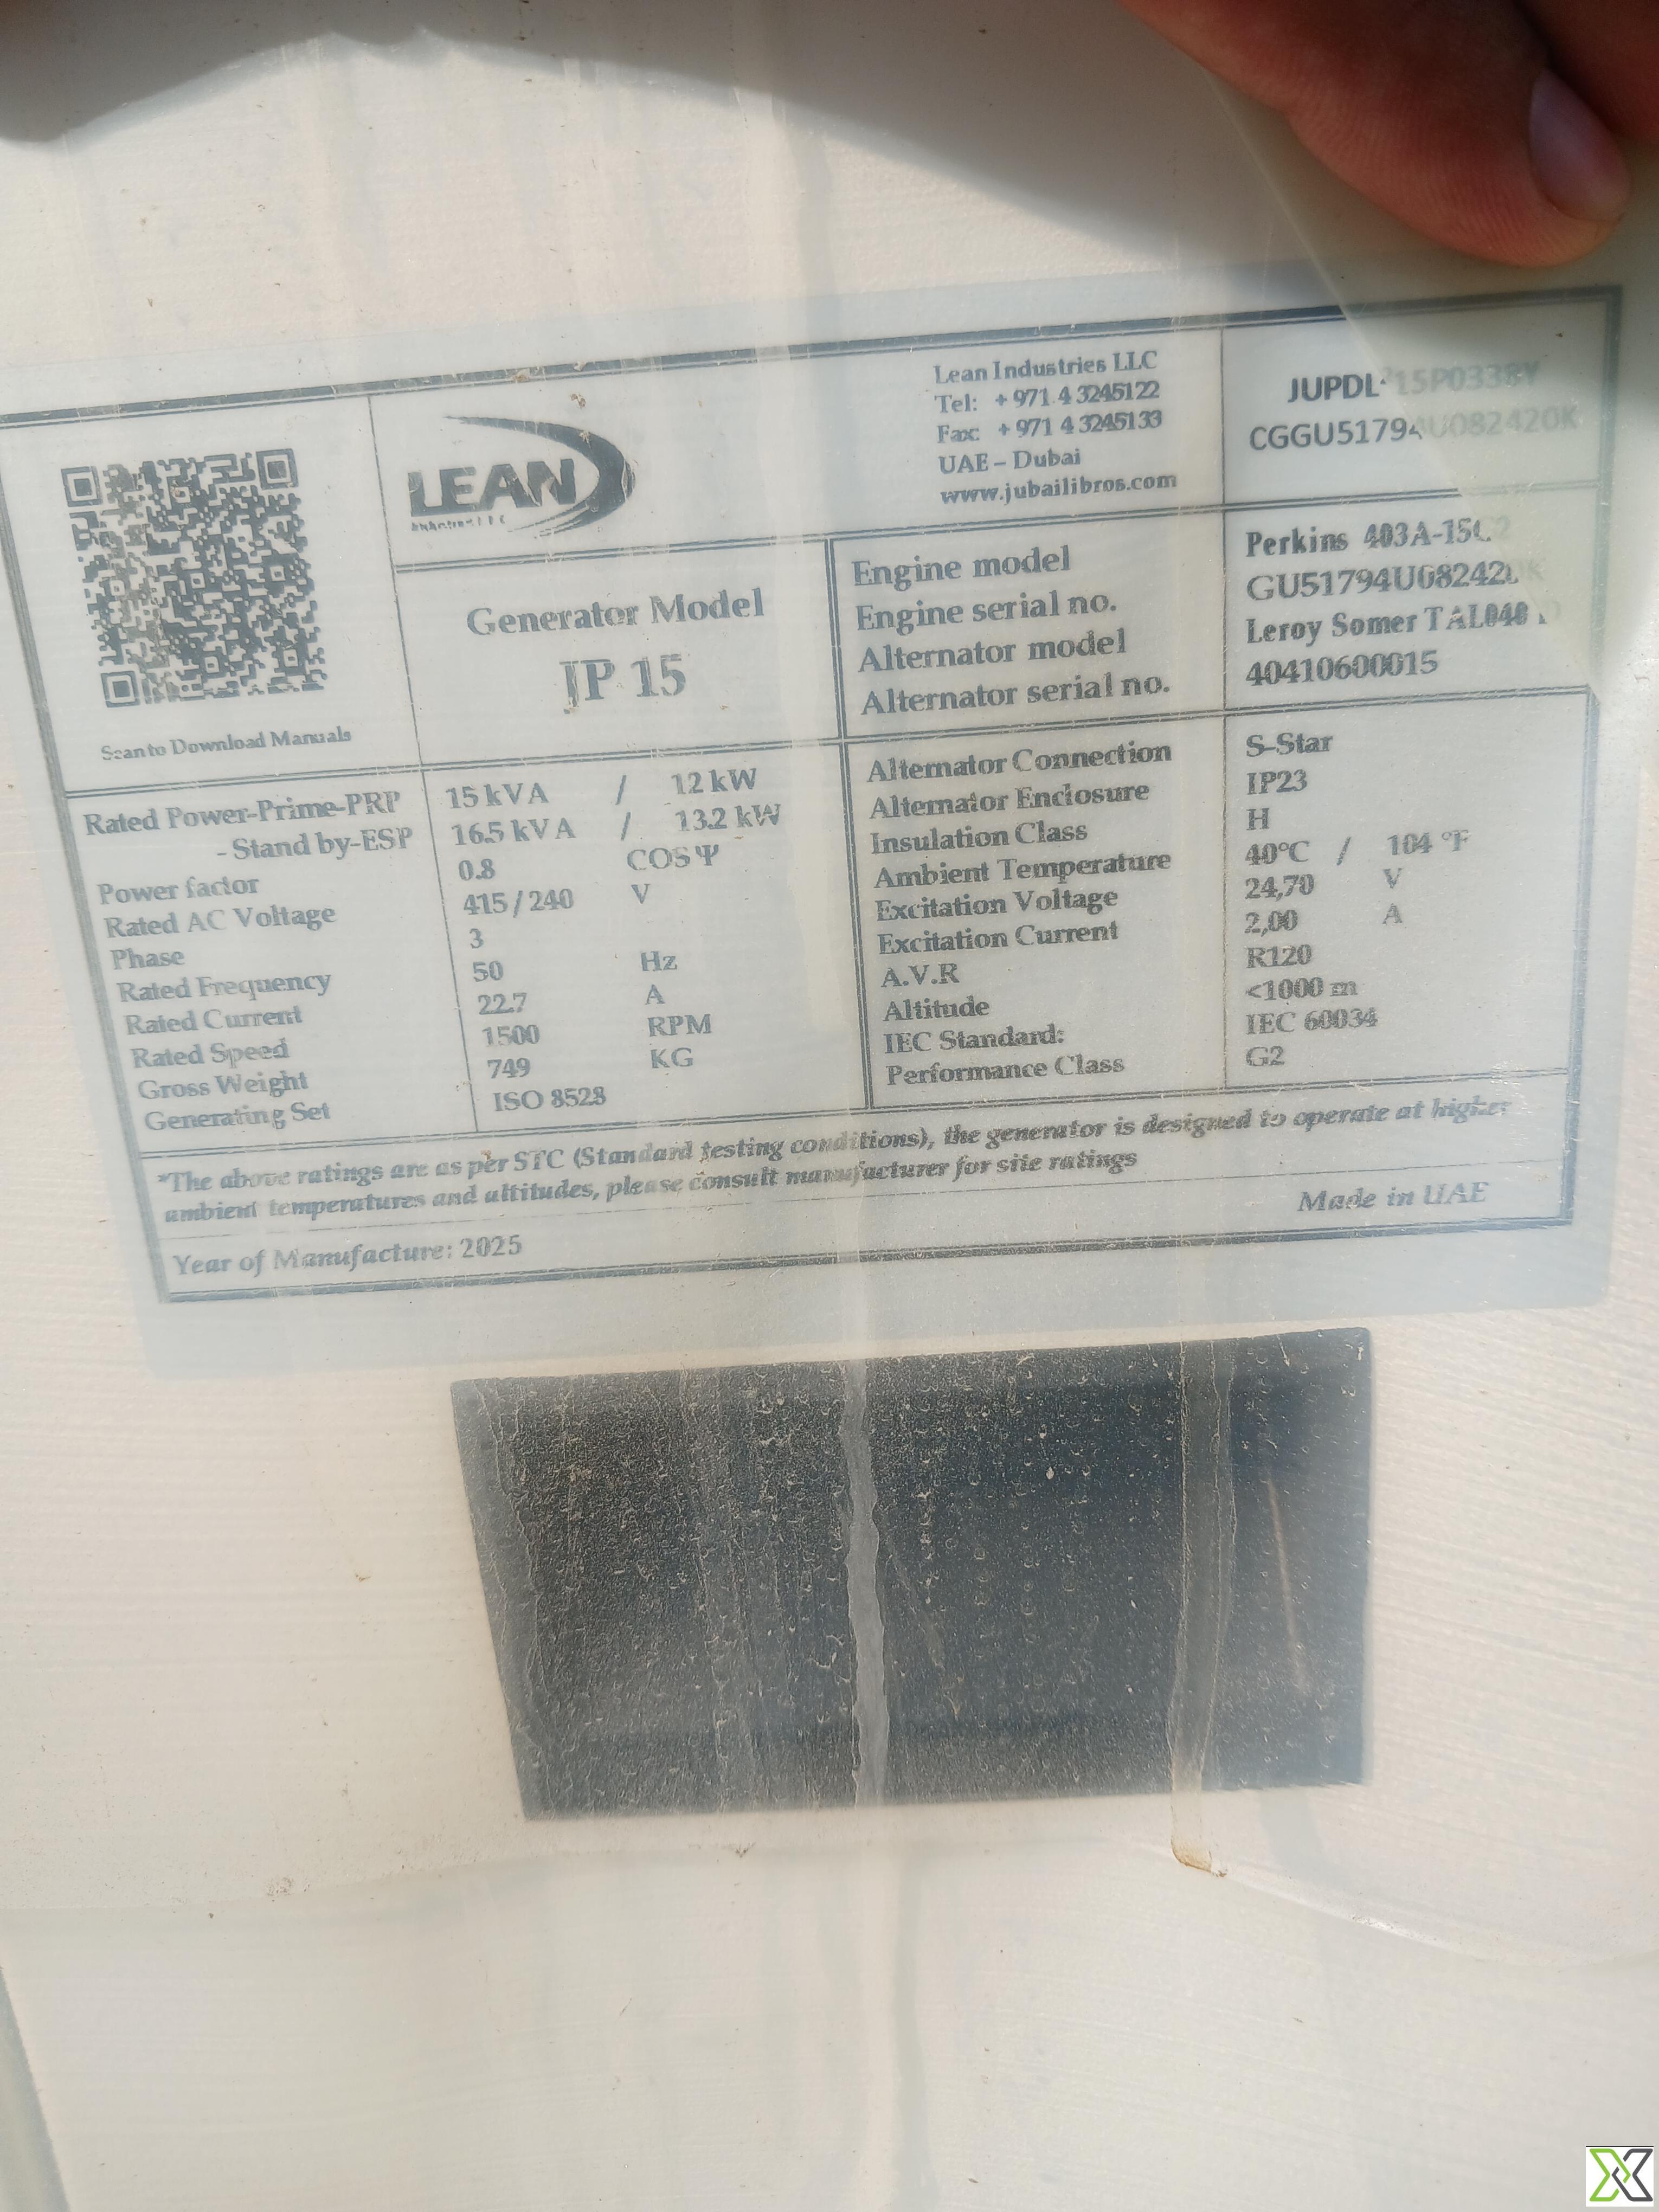 LEAN
Lean Industries LLC
Tel: +971 4 3245122
Fax: +971 4 3245133
UAE – Dubai
www.jubailibros.com
CGGU51794U082420K
Scan to Download Manuals
Generator Model
JP 15
Engine model Perkins 403A-15G2
Engine serial no. GU51794U082420K
Alternator model Leroy Somer TAL040
Alternator serial no. 40410600015
Rated Power-Prime-PRP 15 kVA / 12 kW
- Stand by-ESP 16.5 kVA / 13.2 kW
Power factor 0.8 COS Ψ
Rated AC Voltage 415/240 V
Phase 3
Rated Frequency 50 Hz
Rated Current 22.7 A
Rated Speed 1500 RPM
Gross Weight 749 KG
Generating Set ISO 8528
Alternator Connection S-Star
Alternator Enclosure IP23
Insulation Class H
Ambient Temperature 40°C / 104 °F
Excitation Voltage 24,70 V
Excitation Current 2,00 A
A.V.R R120
Altitude <1000 m
IEC Standard: IEC 60034
Performance Class G2
*The above ratings are as per STC (Standard testing conditions), the generator is designed to operate at higher
ambient temperatures and altitudes, please consult manufacturer for site ratings
Made in UAE
Year of Manufacture: 2025